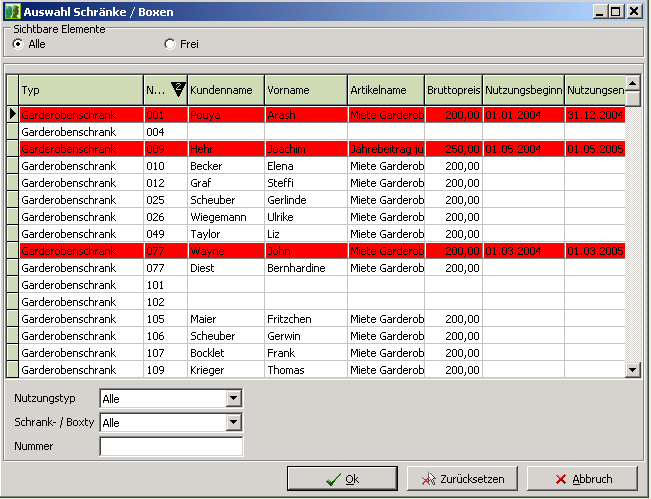 Auswahl Schränke / Boxen
Sichtbare Elemente
Alle Frei
Typ N... 2 Kundenname Vorname Artikelname Bruttopreis Nutzungsbeginn Nutzungsen
Garderobenschrank 001 Pouya Arash Miete Garderob 200,00 01.01.2004 31.12.2004
Garderobenschrank 004
Garderobenschrank 009 Hehr Joachim Jahrebeitrag ju 250,00 01.05.2004 01.05.2005
Garderobenschrank 010 Becker Elena Miete Garderob 200,00
Garderobenschrank 012 Graf Steffi Miete Garderob 200,00
Garderobenschrank 025 Scheuber Gerlinde Miete Garderob 200,00
Garderobenschrank 026 Wiegemann Ulrike Miete Garderob 200,00
Garderobenschrank 049 Taylor Liz Miete Garderob 200,00
Garderobenschrank 077 Wayne John Miete Garderob 200,00 01.03.2004 01.03.2005
Garderobenschrank 077 Diest Bernhardine Miete Garderob 200,00
Garderobenschrank 101
Garderobenschrank 102
Garderobenschrank 105 Maier Fritzchen Miete Garderob 200,00
Garderobenschrank 106 Scheuber Gerwin Miete Garderob 200,00
Garderobenschrank 107 Bocklet Frank Miete Garderob 200,00
Garderobenschrank 109 Krieger Thomas Miete Garderob 200,00
Nutzungstyp Alle
Schrank- / Boxty Alle
Nummer
Ok Zurücksetzen Abbruch